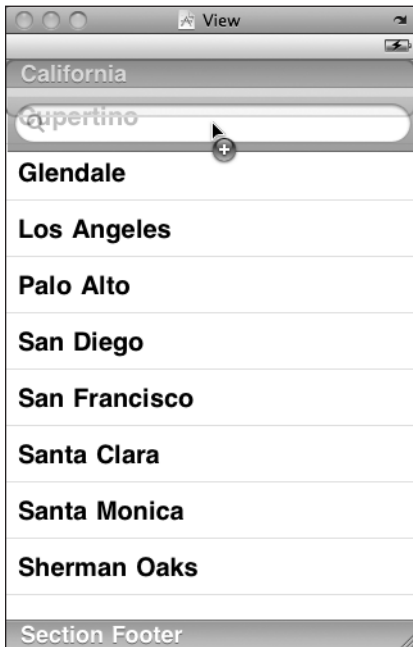 View
California
Cupertino
Glendale
Los Angeles
Palo Alto
San Diego
San Francisco
Santa Clara
Santa Monica
Sherman Oaks
Section Footer